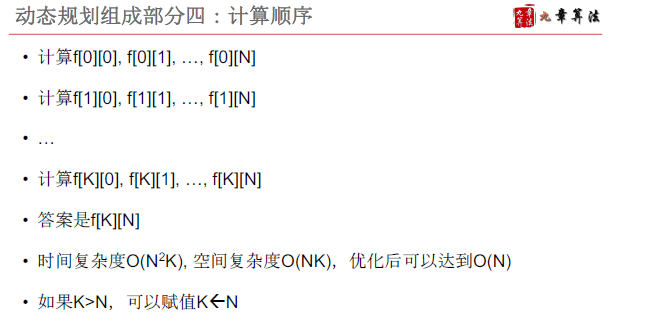 动态规划组成部分四：计算顺序
九章算法
• 计算f[0][0], f[0][1], …, f[0][N]
• 计算f[1][0], f[1][1], …, f[1][N]
• …
• 计算f[K][0], f[K][1], …, f[K][N]
• 答案是f[K][N]
• 时间复杂度O(N²K), 空间复杂度O(NK)，优化后可以达到O(N)
• 如果K>N，可以赋值K←N